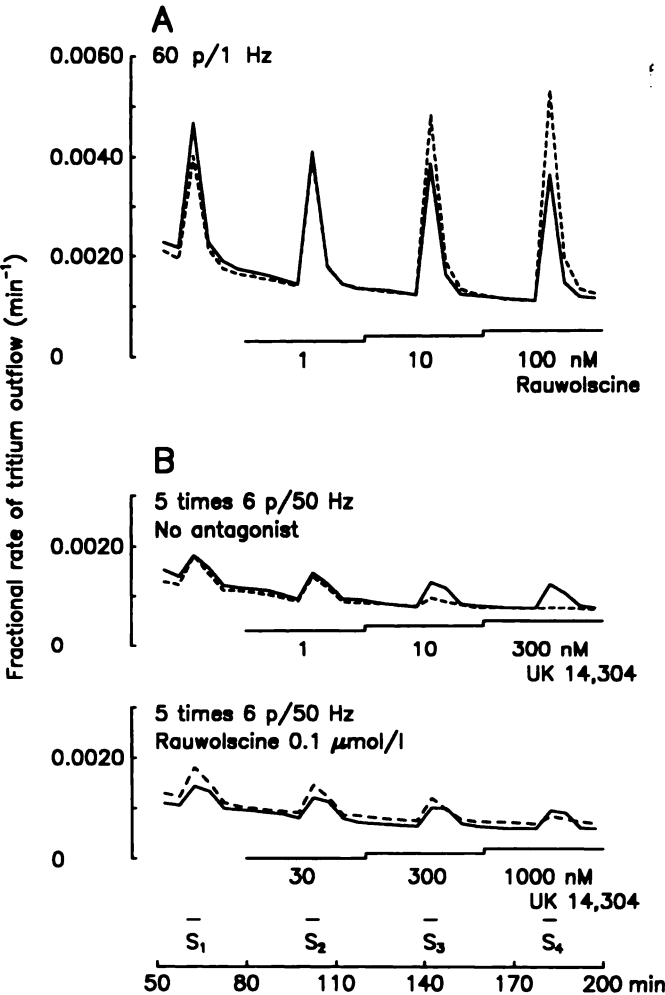 A
60 p/1 Hz
0.0060
0.0040
0.0020
0
1 10 100 nM
Rauwolscine
Fractional rate of tritium outflow (min⁻¹)
B
5 times 6 p/50 Hz
No antagonist
0.0020
0
1 10 300 nM
UK 14,304
5 times 6 p/50 Hz
Rauwolscine 0.1 μmol/l
0.0020
0
30 300 1000 nM
UK 14,304
S₁ S₂ S₃ S₄
50 80 110 140 170 200 min